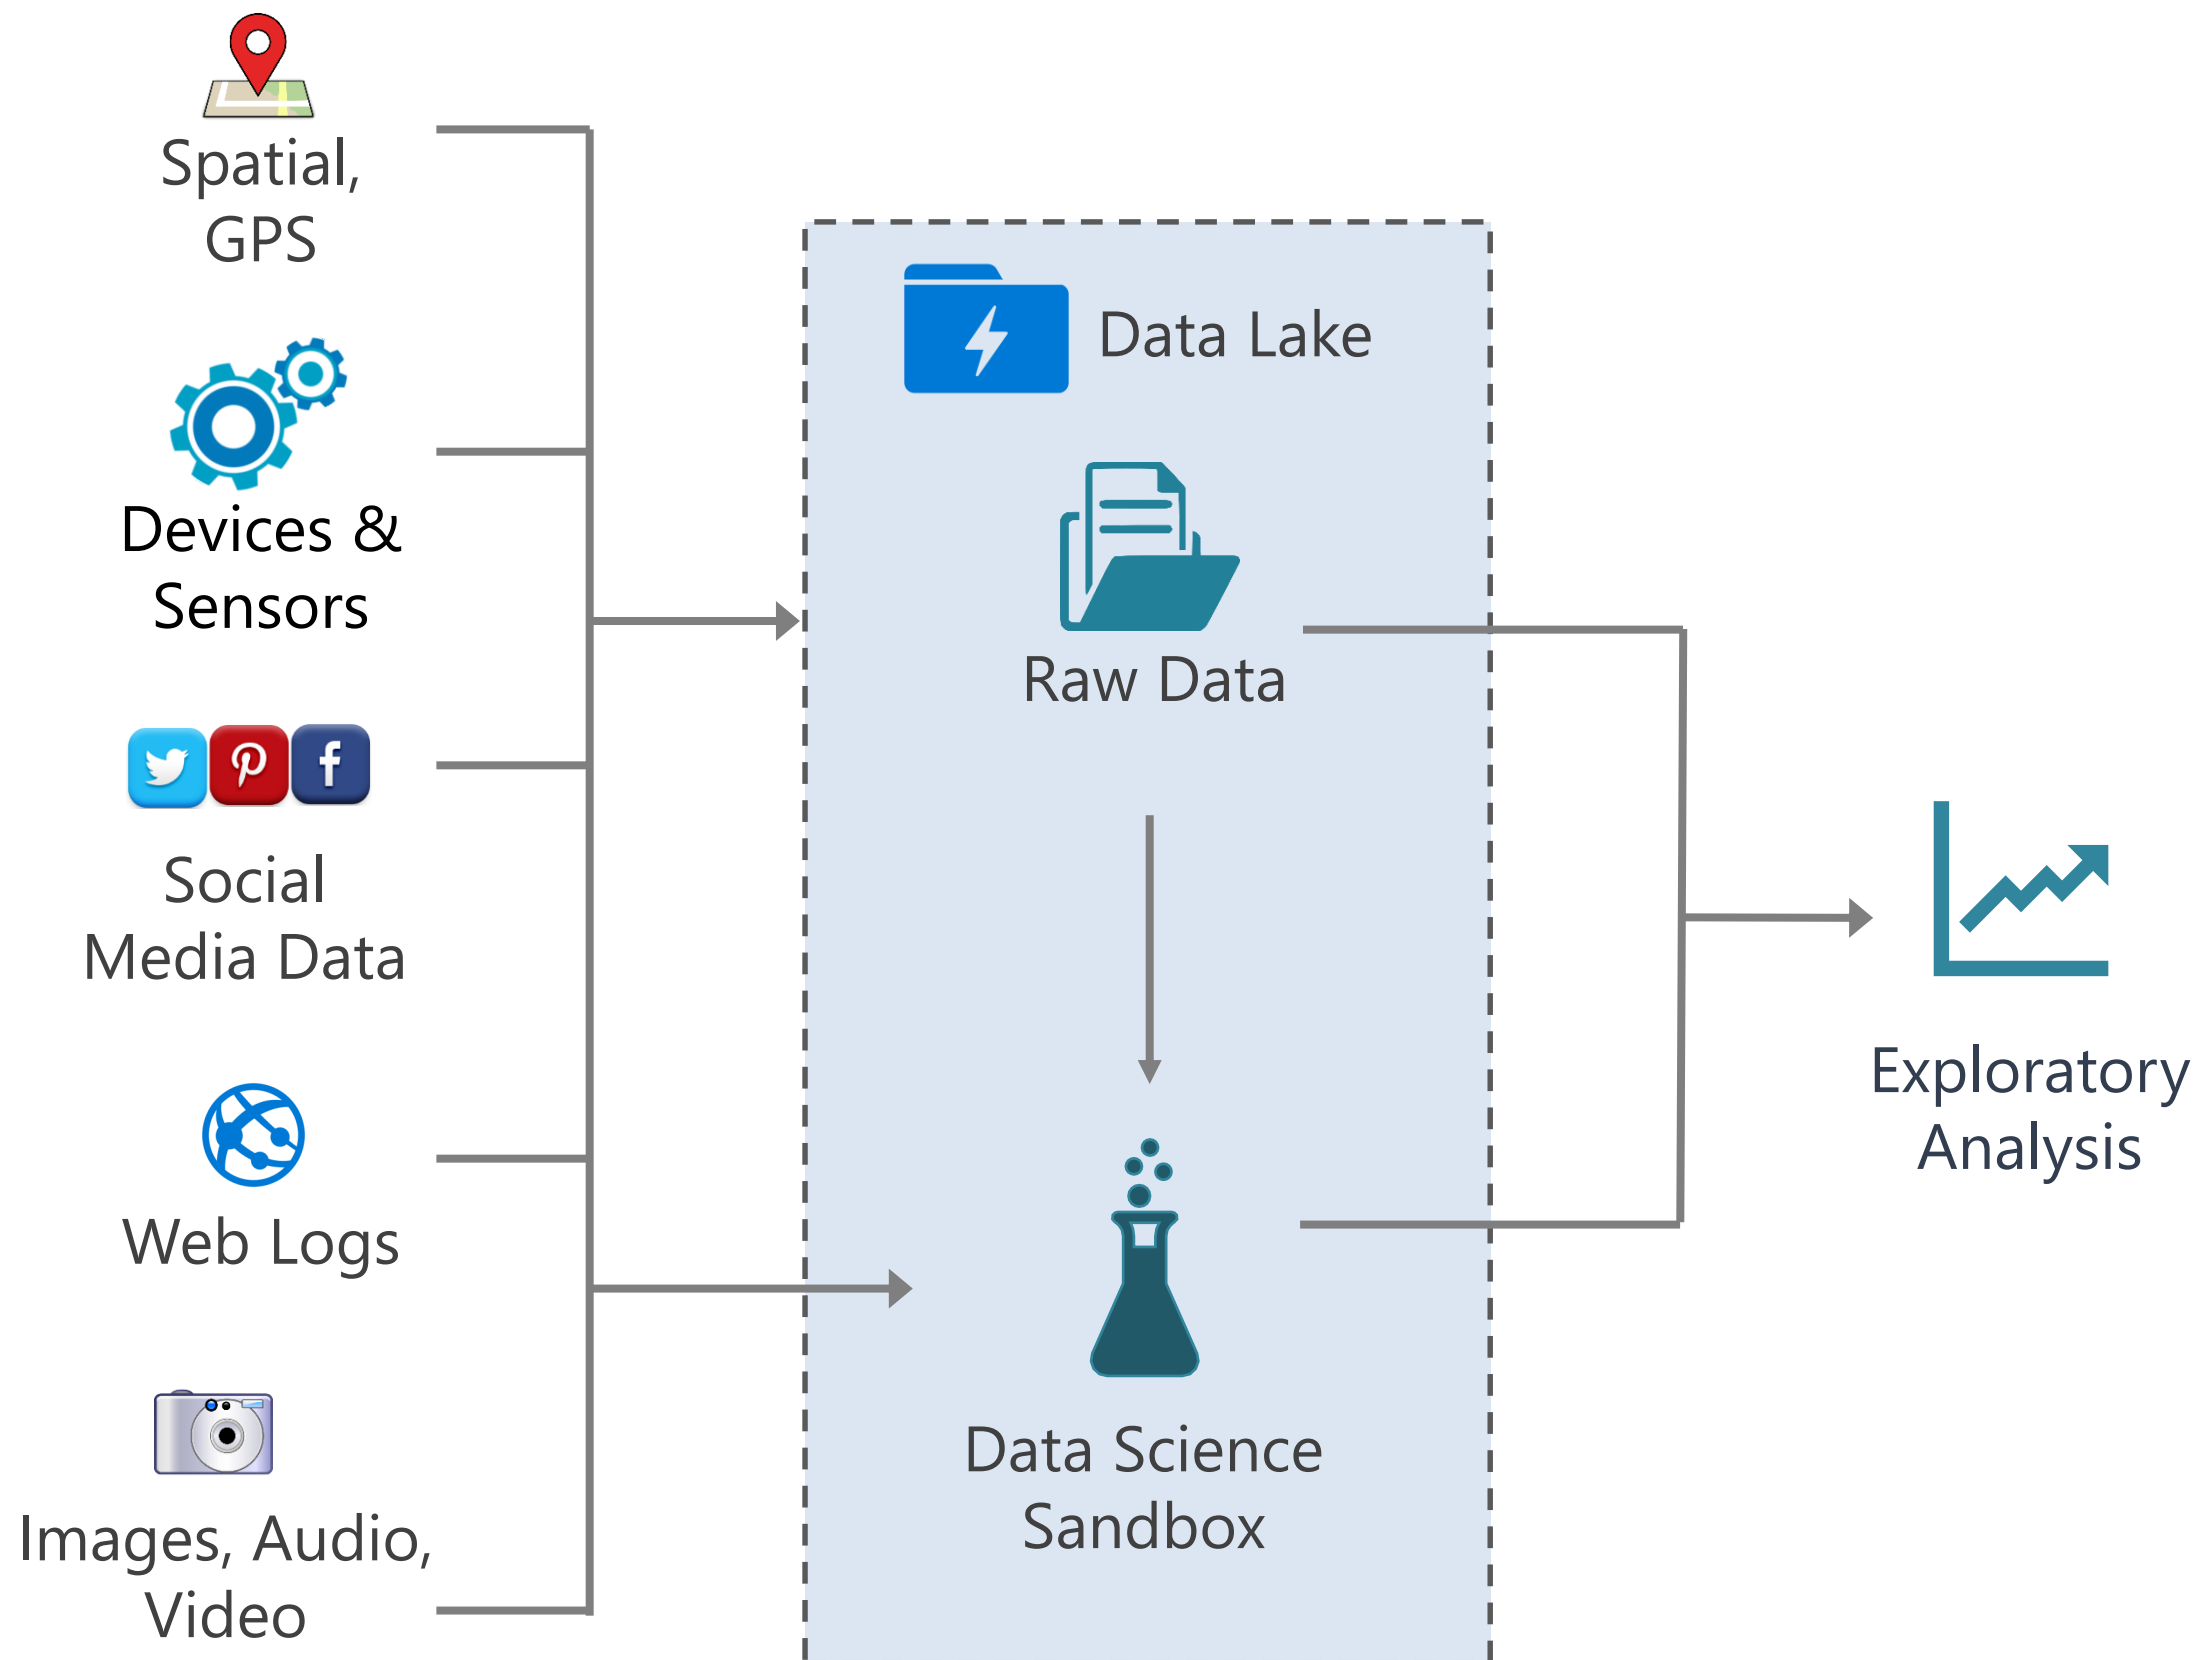 Spatial,
GPS
Devices &
Sensors
Social
Media Data
Web Logs
Images, Audio,
Video
Data Lake
Raw Data
Data Science
Sandbox
Exploratory
Analysis